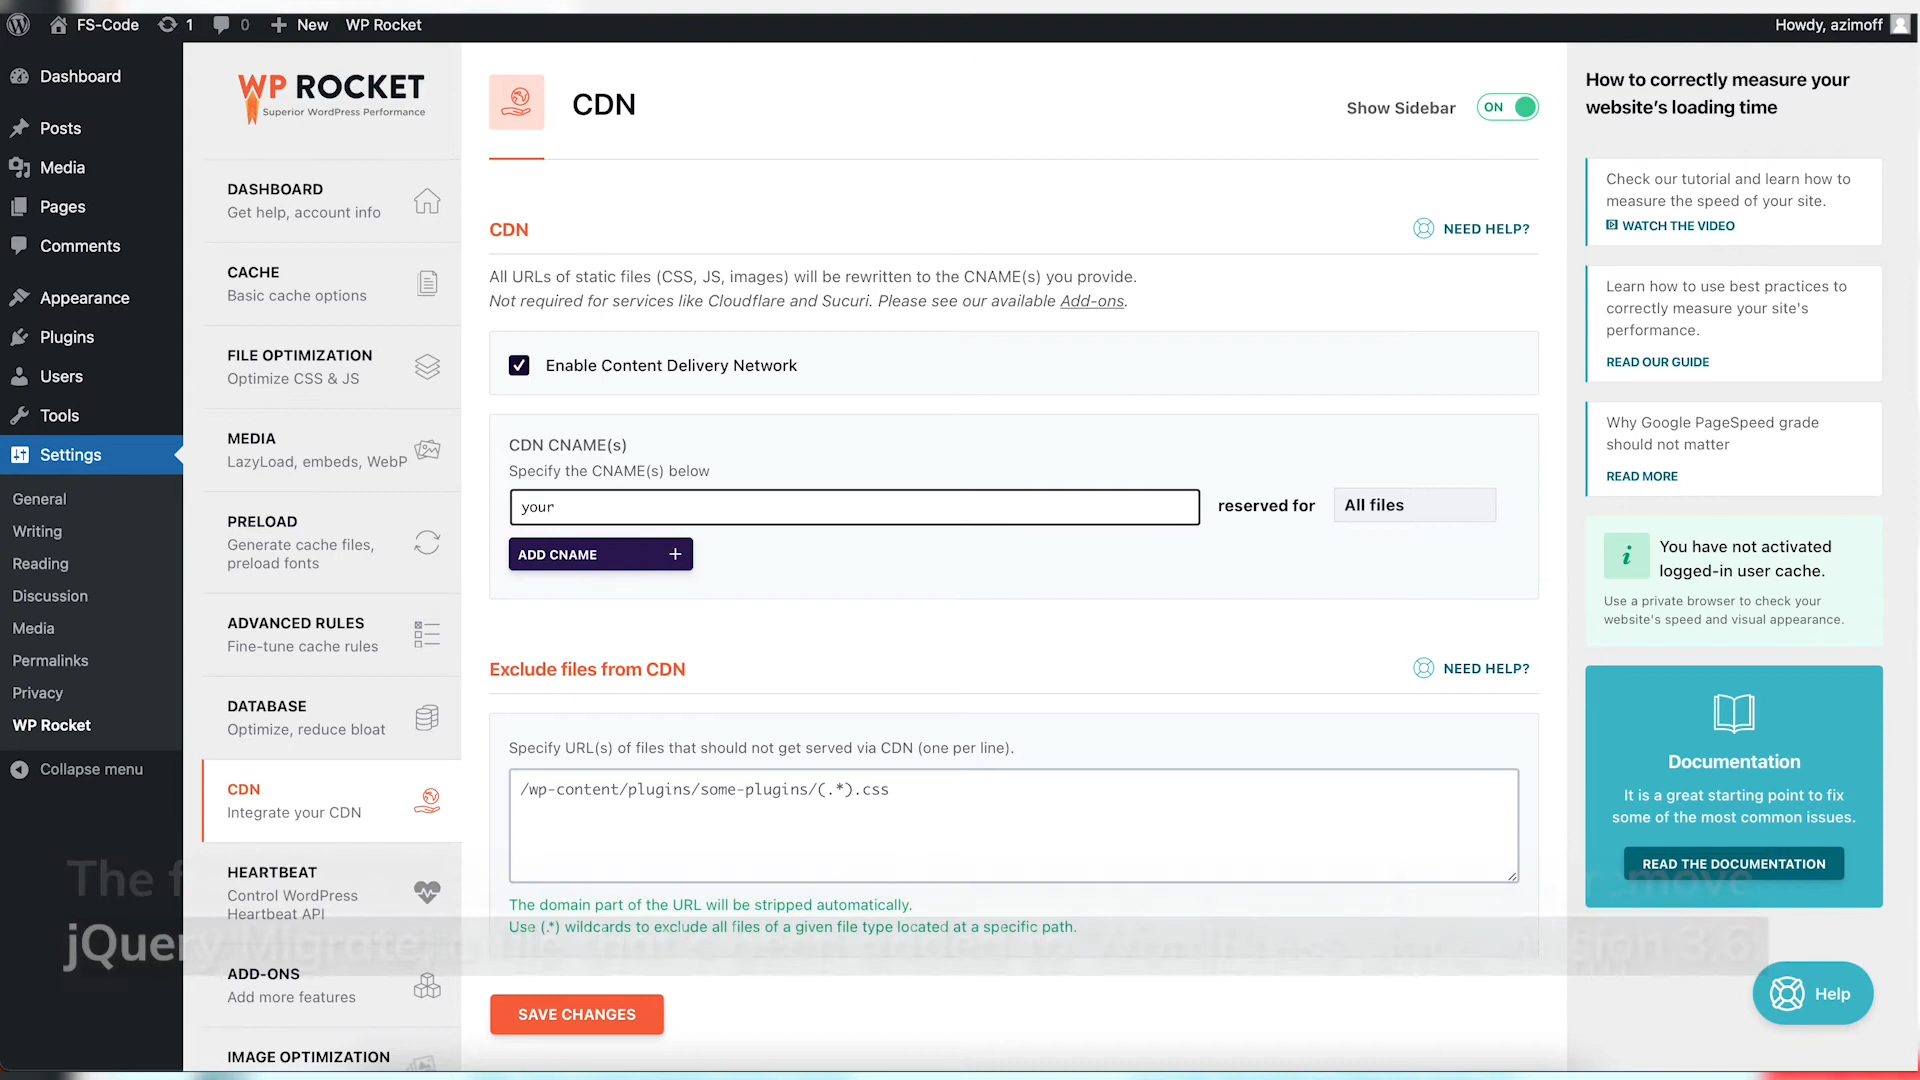 FS-Code
1
0
New
WP Rocket
Howdy, azimoff
Dashboard
Posts
Media
Pages
Comments
Appearance
Plugins
Users
Tools
Settings
General
Writing
Reading
Discussion
Media
Permalinks
Privacy
WP Rocket
Collapse menu
WP ROCKET
Superior WordPress Performance
DASHBOARD
Get help, account info
CACHE
Basic cache options
FILE OPTIMIZATION
Optimize CSS & JS
MEDIA
LazyLoad, embeds, WebP
PRELOAD
Generate cache files,
preload fonts
ADVANCED RULES
Fine-tune cache rules
DATABASE
Optimize, reduce bloat
CDN
Integrate your CDN
HEARTBEAT
Control WordPress
Heartbeat API
ADD-ONS
Add more features
IMAGE OPTIMIZATION
CDN
Show Sidebar
ON
CDN
NEED HELP?
All URLs of static files (CSS, JS, images) will be rewritten to the CNAME(s) you provide.
Not required for services like Cloudflare and Sucuri. Please see our available Add-ons.
Enable Content Delivery Network
CDN CNAME(s)
Specify the CNAME(s) below
your
reserved for
All files
ADD CNAME +
Exclude files from CDN
NEED HELP?
Specify URL(s) of files that should not get served via CDN (one per line).
/wp-content/plugins/some-plugins/(.*).css
The domain part of the URL will be stripped automatically.
Use (.*) wildcards to exclude all files of a given file type located at a specific path.
SAVE CHANGES
How to correctly measure your
website's loading time
Check our tutorial and learn how to
measure the speed of your site.
WATCH THE VIDEO
Learn how to use best practices to
correctly measure your site's
performance.
READ OUR GUIDE
Why Google PageSpeed grade
should not matter
READ MORE
i
You have not activated
logged-in user cache.
Use a private browser to check your
website's speed and visual appearance.
Documentation
It is a great starting point to fix
some of the most common issues.
READ THE DOCUMENTATION
Help
The
jQuery Migrate, 3.6